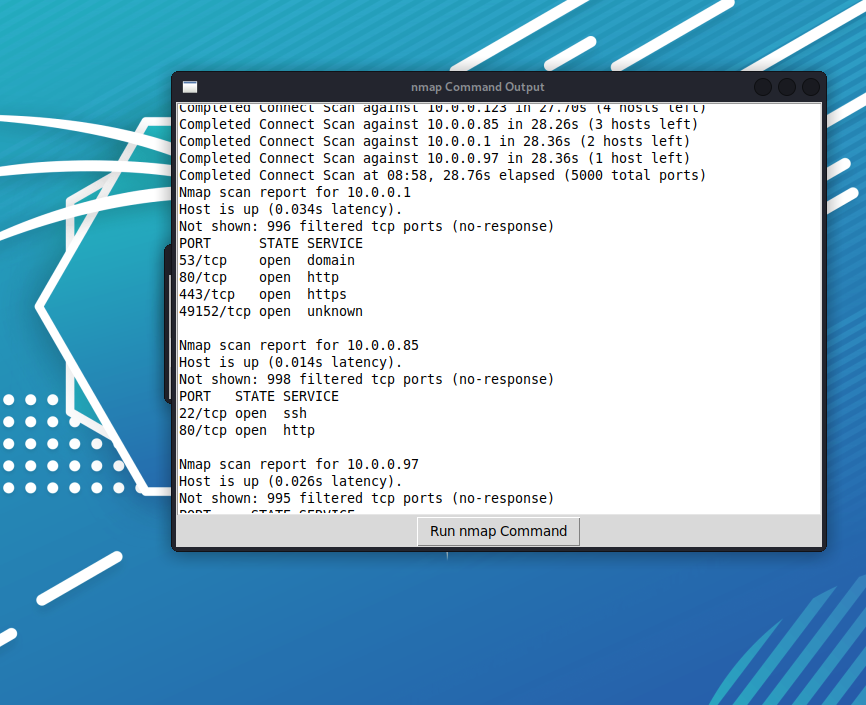 nmap Command Output
Completed Connect Scan against 10.0.0.123 in 27.70s (4 hosts left)
Completed Connect Scan against 10.0.0.85 in 28.26s (3 hosts left)
Completed Connect Scan against 10.0.0.1 in 28.36s (2 hosts left)
Completed Connect Scan against 10.0.0.97 in 28.36s (1 host left)
Completed Connect Scan at 08:58, 28.76s elapsed (5000 total ports)
Nmap scan report for 10.0.0.1
Host is up (0.034s latency).
Not shown: 996 filtered tcp ports (no-response)
PORT      STATE SERVICE
53/tcp    open  domain
80/tcp    open  http
443/tcp   open  https
49152/tcp open  unknown
Nmap scan report for 10.0.0.85
Host is up (0.014s latency).
Not shown: 998 filtered tcp ports (no-response)
PORT   STATE SERVICE
22/tcp open  ssh
80/tcp open  http
Nmap scan report for 10.0.0.97
Host is up (0.026s latency).
Not shown: 995 filtered tcp ports (no-response)
PORT     STATE SERVICE
Run nmap Command